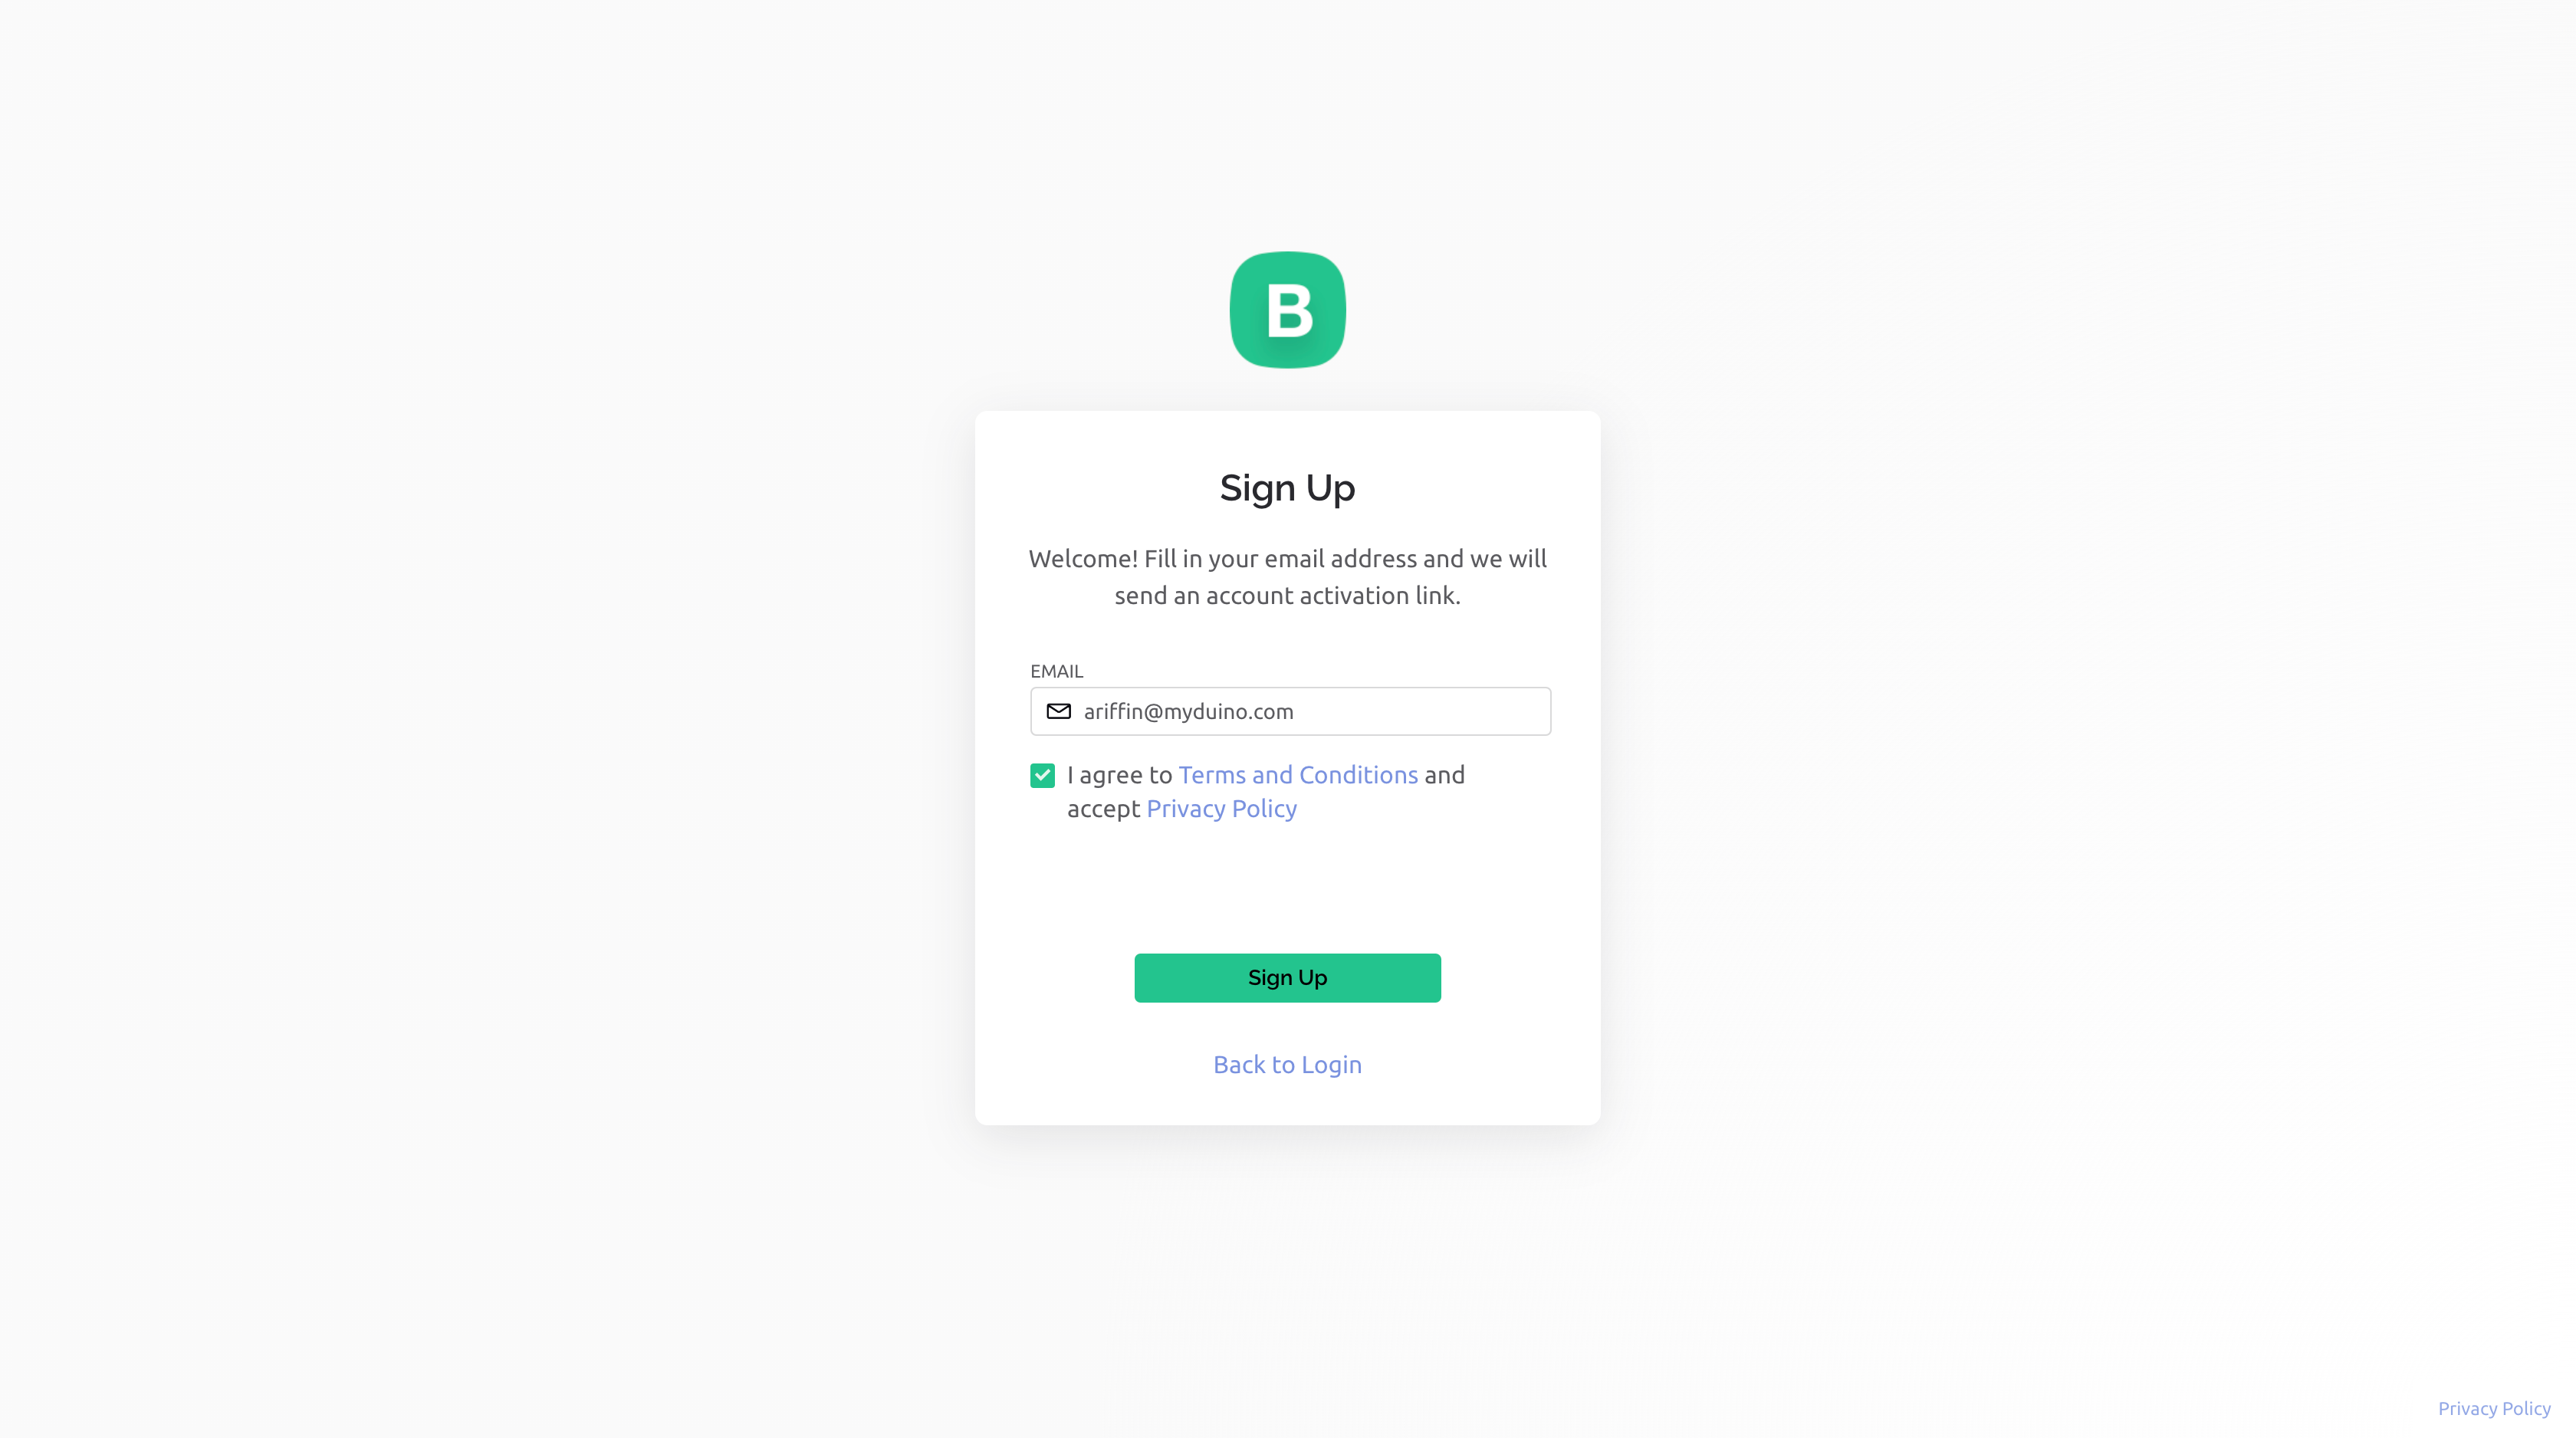 B
Sign Up
Welcome! Fill in your email address and we will
send an account activation link.
EMAIL
ariffin@myduino.com
I agree to Terms and Conditions and
accept Privacy Policy
Sign Up
Back to Login
Privacy Policy